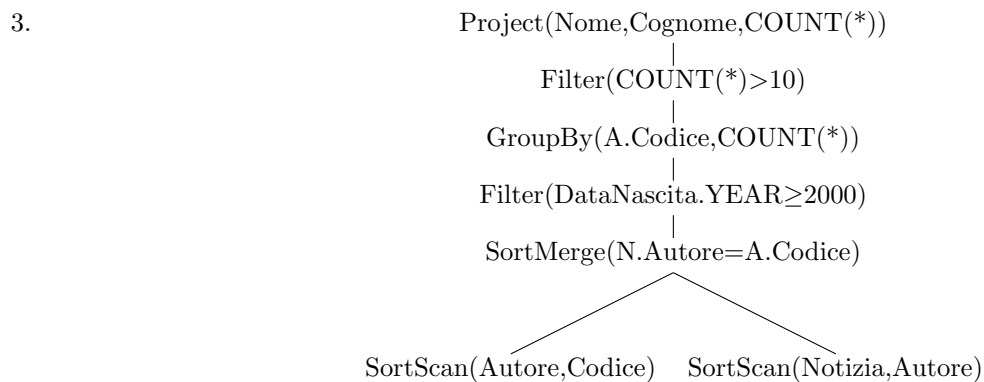 3.
Project(Nome,Cognome,COUNT(*))
Filter(COUNT(*)>10)
GroupBy(A.Codice,COUNT(*))
Filter(DataNascita.YEAR≥2000)
SortMerge(N.Autore=A.Codice)
SortScan(Autore,Codice) SortScan(Notizia,Autore)